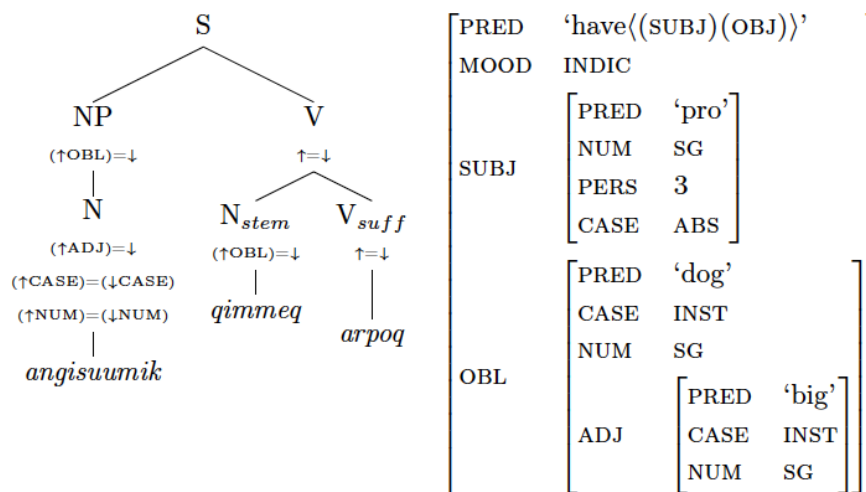 S
NP V
(↑OBL)=↓ ↑=↓
N N_stem V_suff
(↑ADJ)=↓ (↑OBL)=↓ ↑=↓
(↑CASE)=(↓CASE)
(↑NUM)=(↓NUM) qimmeq
arpoq
angisuumik
PRED ‘have⟨(SUBJ)(OBJ)⟩’
MOOD INDIC
SUBJ
PRED ‘pro’
NUM SG
PERS 3
CASE ABS
OBL
PRED ‘dog’
CASE INST
NUM SG
ADJ
PRED ‘big’
CASE INST
NUM SG